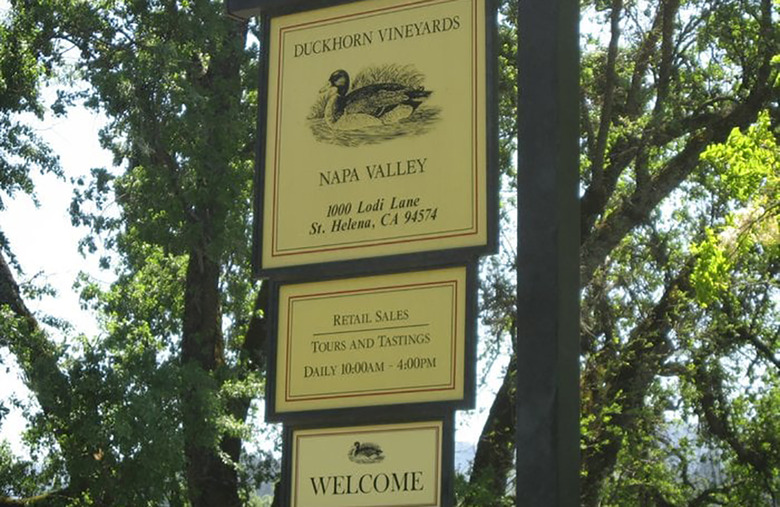 DUCKHORN VINEYARDS
NAPA VALLEY
1000 Lodi Lane
St. Helena, CA 94574
RETAIL SALES
TOURS AND TASTINGS
DAILY 10:00AM - 4:00PM
WELCOME